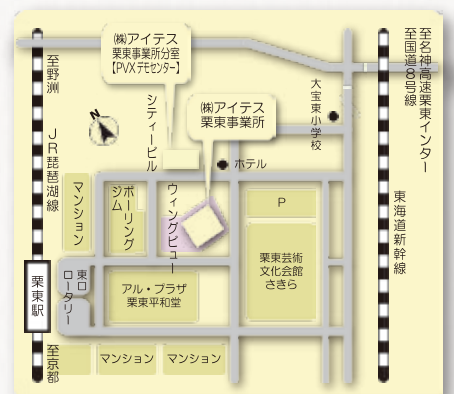 ㈱アイテス
栗東事業所分室
【PVXデモセンター】
至名神高速栗東インター
至国道8号線
至野洲
JR琵琶湖線
N
シティービル
㈱アイテス
栗東事業所
大宝東小学校
ホテル
マンション
ボーリング
ジム
ウィングビュー
P
東海道新幹線
栗東芸術
文化会館
さきら
栗東駅
東口
ロータリー
アル・プラザ
栗東平和堂
至京都
マンション
マンション